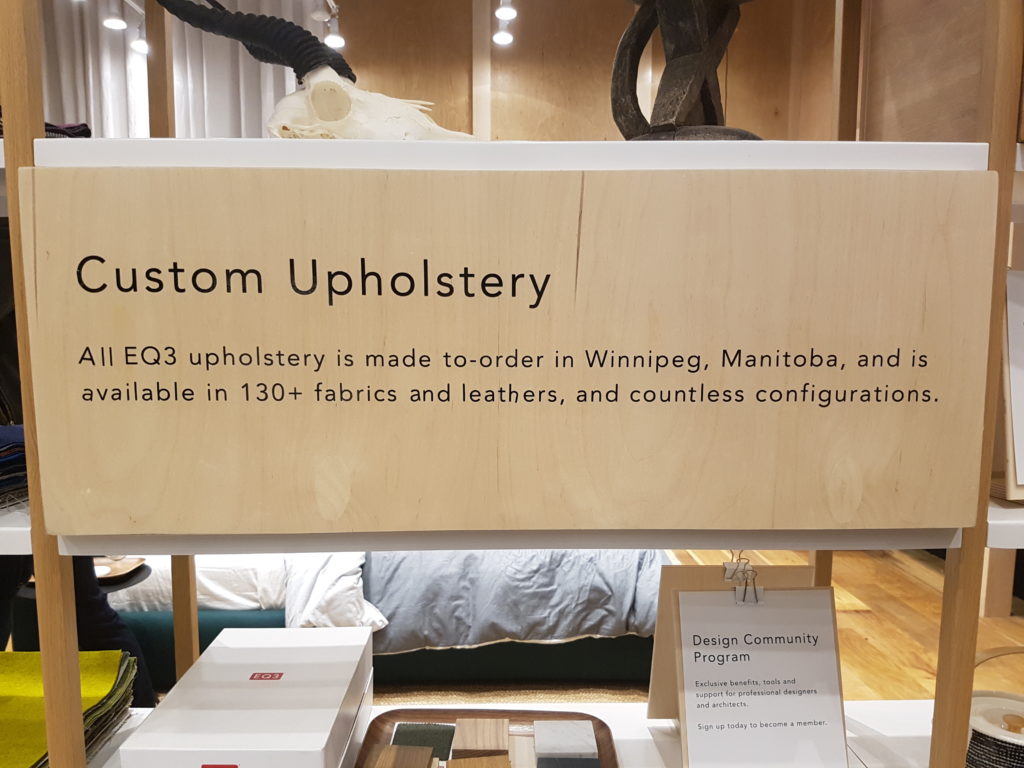 Custom Upholstery
All EQ3 upholstery is made to-order in Winnipeg, Manitoba, and is
available in 130+ fabrics and leathers, and countless configurations.
EQ3
Design Community
Program
Exclusive benefits, tools and
support for professional designers
and architects.
Sign up today to become a member.